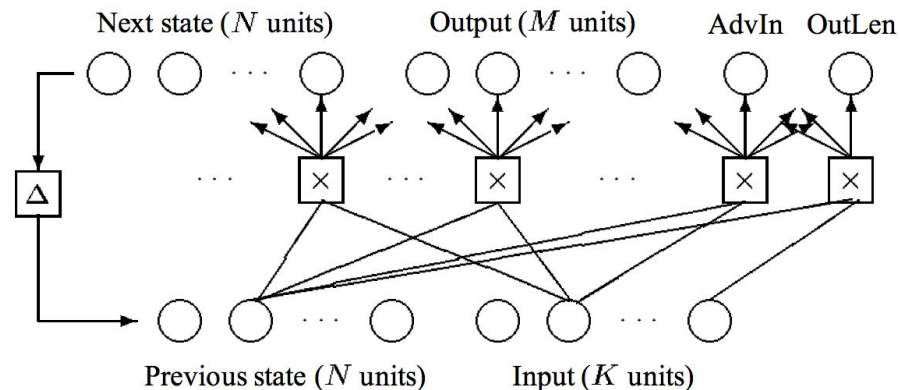 Next state (N units) Output (M units) AdvIn OutLen
· · · · · ·
Δ · · · × · · · × · · · × ×
· · · · · ·
Previous state (N units) Input (K units)